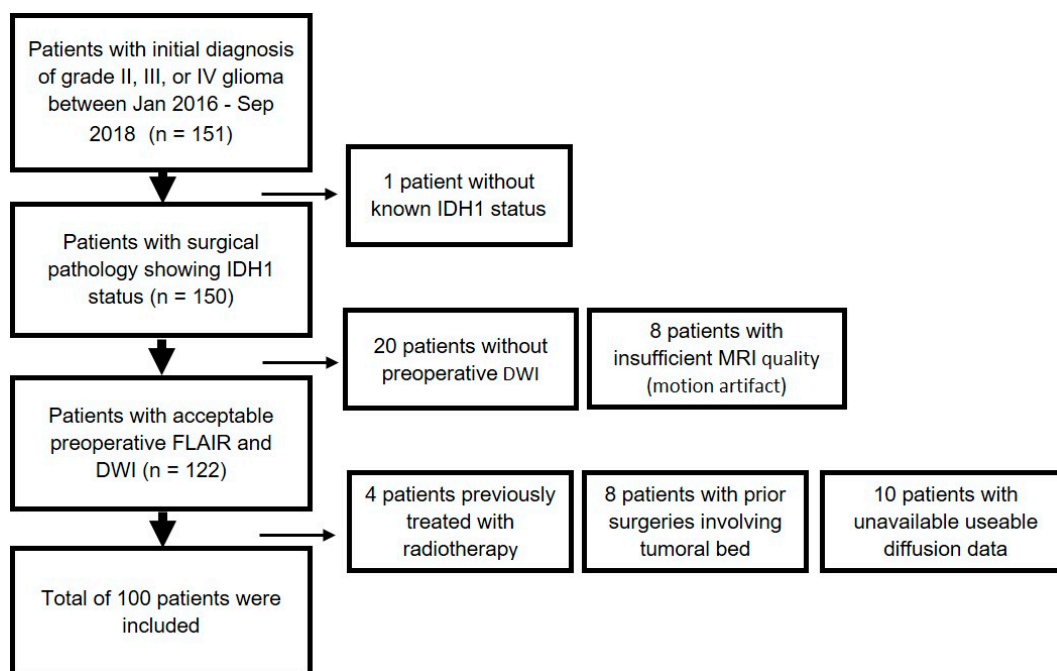 Patients with initial diagnosis
of grade II, III, or IV glioma
between Jan 2016 - Sep
2018 (n = 151)
1 patient without
known IDH1 status
Patients with surgical
pathology showing IDH1
status (n = 150)
20 patients without
preoperative DWI
8 patients with
insufficient MRI quality
(motion artifact)
Patients with acceptable
preoperative FLAIR and
DWI (n = 122)
4 patients previously
treated with
radiotherapy
8 patients with prior
surgeries involving
tumoral bed
10 patients with
unavailable useable
diffusion data
Total of 100 patients were
included